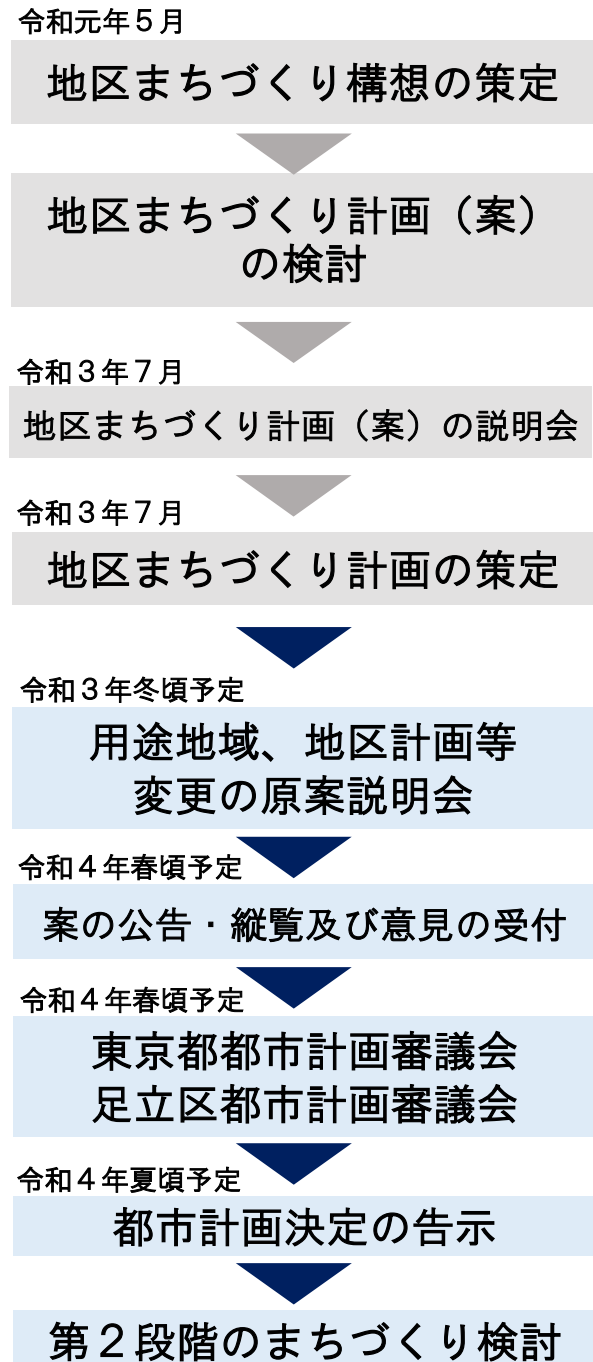 令和元年５月
地区まちづくり構想の策定
地区まちづくり計画（案）
の検討
令和３年７月
地区まちづくり計画（案）の説明会
令和３年７月
地区まちづくり計画の策定
令和３年冬頃予定
用途地域、地区計画等
変更の原案説明会
令和４年春頃予定
案の公告・縦覧及び意見の受付
令和４年春頃予定
東京都都市計画審議会
足立区都市計画審議会
令和４年夏頃予定
都市計画決定の告示
第２段階のまちづくり検討